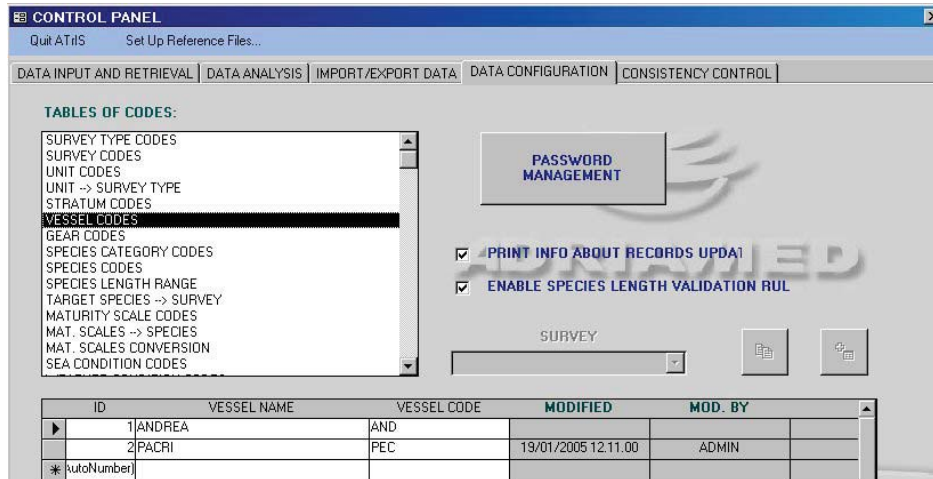 CONTROL PANEL
Quit ATrIS Set Up Reference Files...
DATA INPUT AND RETRIEVAL DATA ANALYSIS IMPORT/EXPORT DATA DATA CONFIGURATION CONSISTENCY CONTROL
TABLES OF CODES:
SURVEY TYPE CODES
SURVEY CODES
UNIT CODES
UNIT --> SURVEY TYPE
STRATUM CODES
VESSEL CODES
GEAR CODES
SPECIES CATEGORY CODES
SPECIES CODES
SPECIES LENGTH RANGE
TARGET SPECIES --> SURVEY
MATURITY SCALE CODES
MAT. SCALES --> SPECIES
MAT. SCALES CONVERSION
SEA CONDITION CODES
PASSWORD
MANAGEMENT
ADRIAMED
PRINT INFO ABOUT RECORDS UPDAT
ENABLE SPECIES LENGTH VALIDATION RUL
SURVEY
ID VESSEL NAME VESSEL CODE MODIFIED MOD. BY
1 ANDREA AND
2 PACRI PEC 19/01/2005 12.11.00 ADMIN
utoNumber)